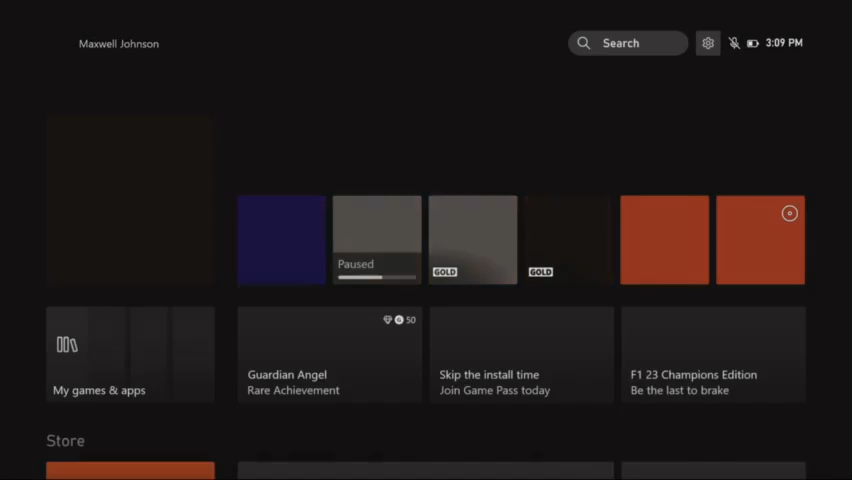 Maxwell Johnson
Search
3:09 PM
Paused
GOLD
GOLD
G 50
My games & apps
Guardian Angel
Rare Achievement
Skip the install time
Join Game Pass today
F1 23 Champions Edition
Be the last to brake
Store